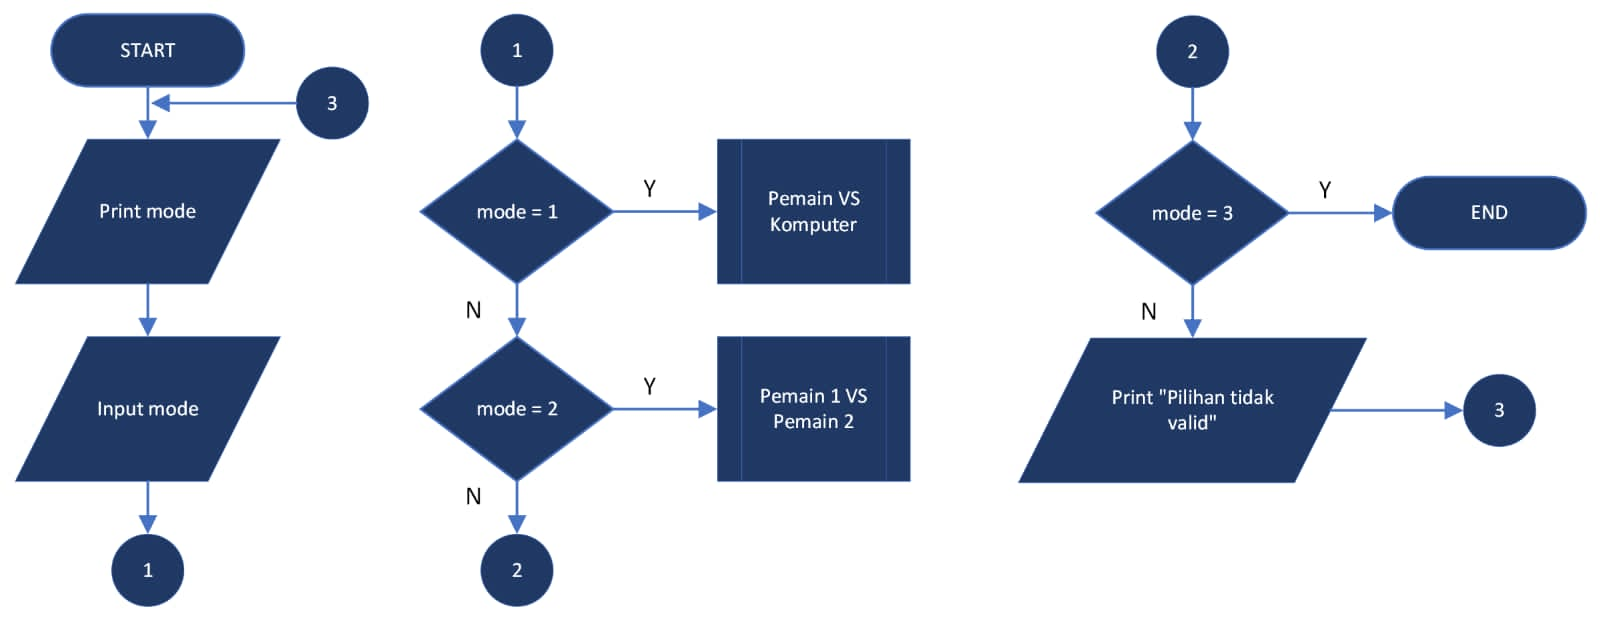 START
3
Print mode
Input mode
1
1
mode = 1
Y
Pemain VS
Komputer
N
mode = 2
Y
Pemain 1 VS
Pemain 2
N
2
2
mode = 3
Y
END
N
Print "Pilihan tidak
valid"
3